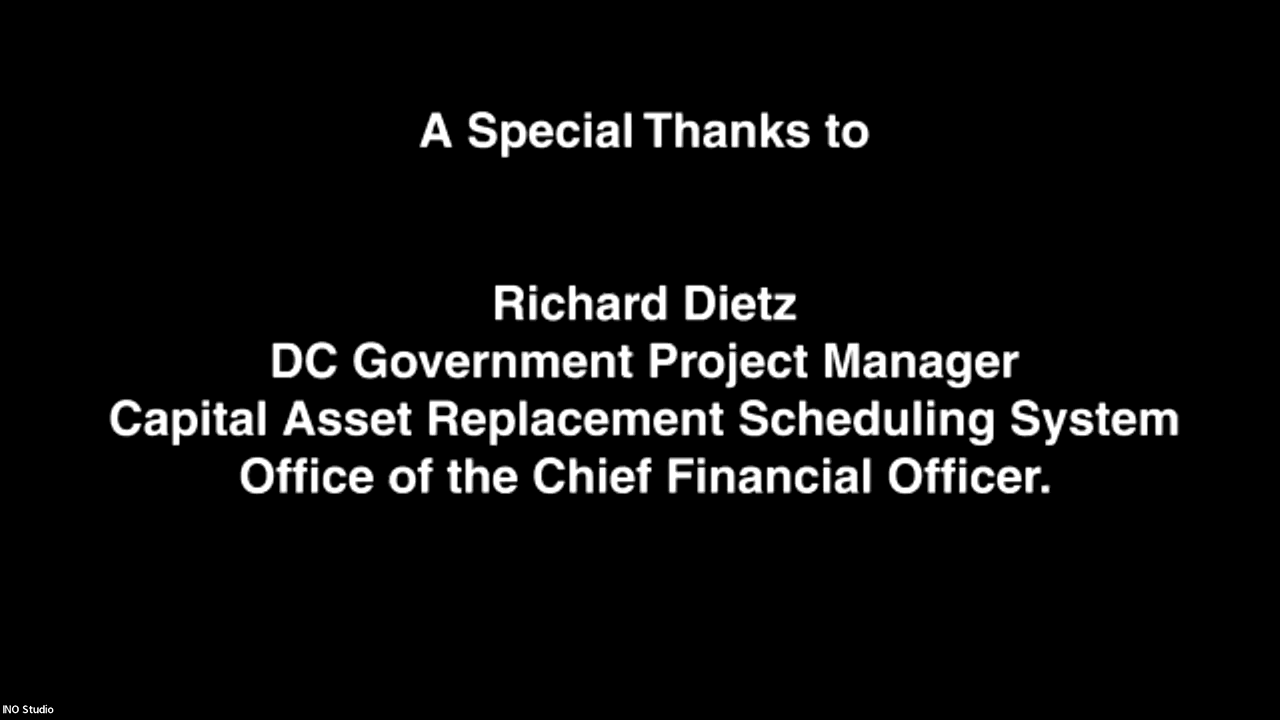 A Special Thanks to
Richard Dietz
DC Government Project Manager
Capital Asset Replacement Scheduling System
Office of the Chief Financial Officer.
INO Studio